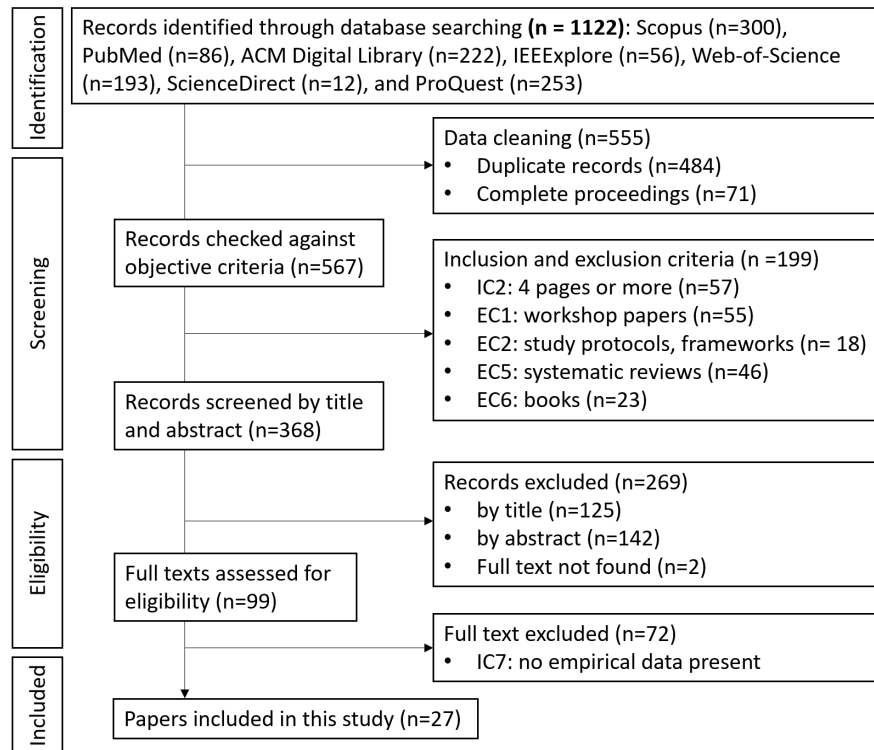 Identification
Records identified through database searching (n = 1122): Scopus (n=300),
PubMed (n=86), ACM Digital Library (n=222), IEEExplore (n=56), Web-of-Science
(n=193), ScienceDirect (n=12), and ProQuest (n=253)
Screening
Data cleaning (n=555)
• Duplicate records (n=484)
• Complete proceedings (n=71)
Records checked against
objective criteria (n=567)
Inclusion and exclusion criteria (n =199)
• IC2: 4 pages or more (n=57)
• EC1: workshop papers (n=55)
• EC2: study protocols, frameworks (n= 18)
• EC5: systematic reviews (n=46)
• EC6: books (n=23)
Records screened by title
and abstract (n=368)
Eligibility
Records excluded (n=269)
• by title (n=125)
• by abstract (n=142)
• Full text not found (n=2)
Full texts assessed for
eligibility (n=99)
Full text excluded (n=72)
• IC7: no empirical data present
Included
Papers included in this study (n=27)